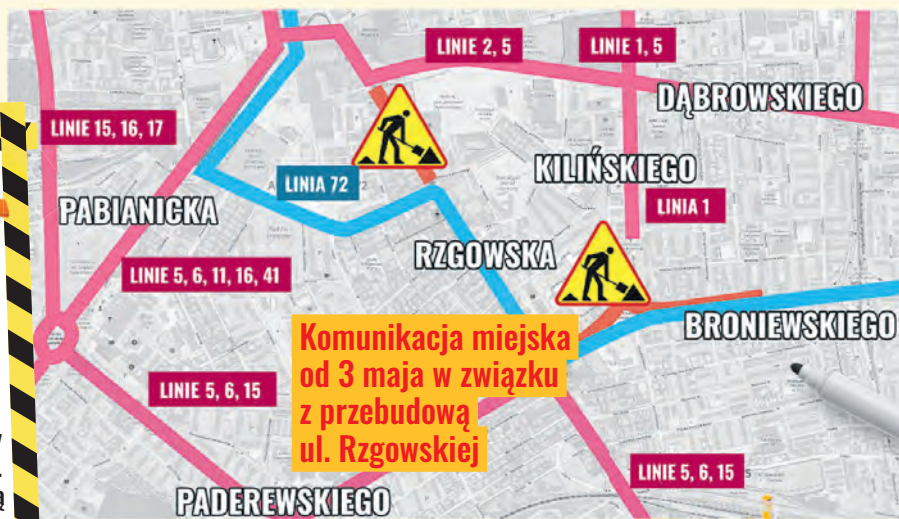 LINIE 2, 5
LINIE 1, 5
DĄBROWSKIEGO
LINIE 15, 16, 17
KILIŃSKIEGO
LINIA 72
LINIA 1
PABIANICKA
RZGOWSKA
LINIE 5, 6, 11, 16, 41
BRONIEWSKIEGO
Komunikacja miejska
od 3 maja w związku
z przebudową
ul. Rzgowskiej
LINIE 5, 6, 15
LINIE 5, 6, 15
PADEREWSKIEGO